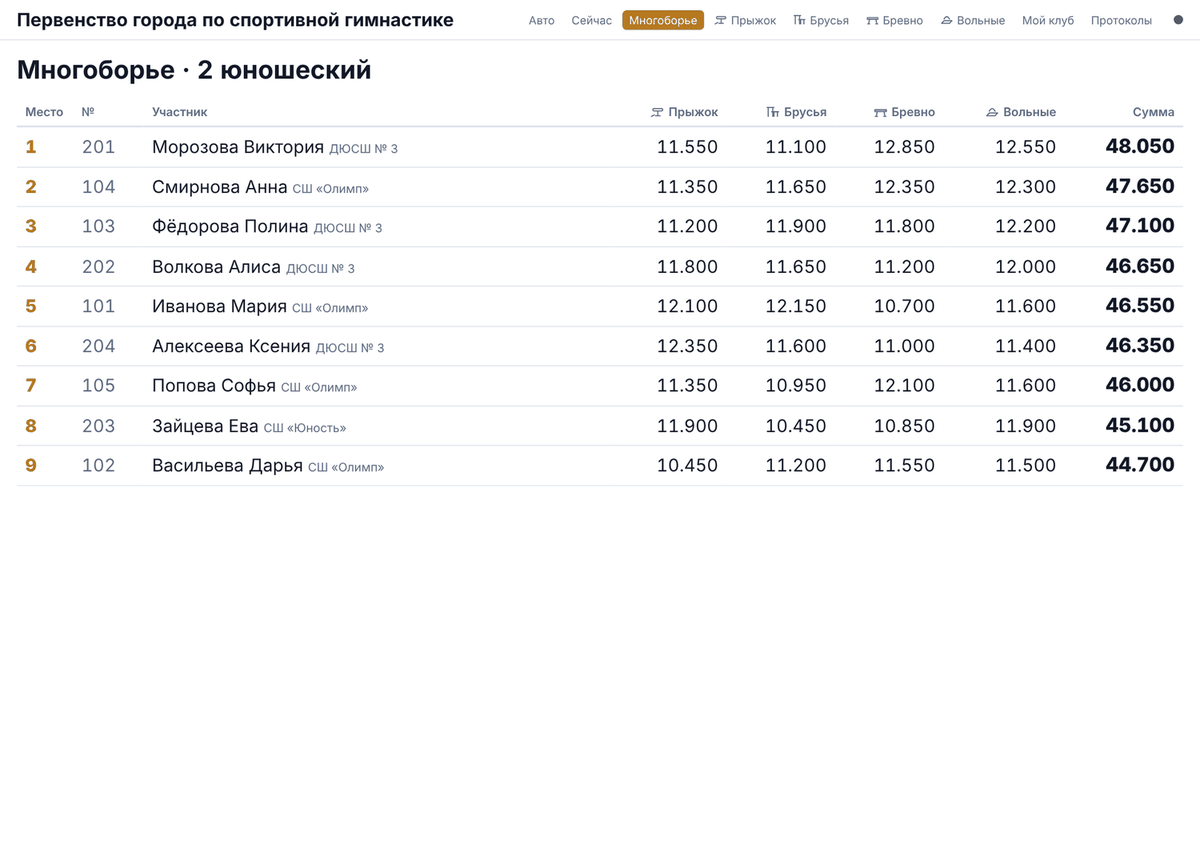 Первенство города по спортивной гимнастике
Авто Сейчас Многоборье Прыжок Брусья Бревно Вольные Мой клуб Протоколы
Многоборье · 2 юношеский
Место № Участник Прыжок Брусья Бревно Вольные Сумма
1 201 Морозова Виктория ДЮСШ № 3 11.550 11.100 12.850 12.550 48.050
2 104 Смирнова Анна СШ «Олимп» 11.350 11.650 12.350 12.300 47.650
3 103 Фёдорова Полина ДЮСШ № 3 11.200 11.900 11.800 12.200 47.100
4 202 Волкова Алиса ДЮСШ № 3 11.800 11.650 11.200 12.000 46.650
5 101 Иванова Мария СШ «Олимп» 12.100 12.150 10.700 11.600 46.550
6 204 Алексеева Ксения ДЮСШ № 3 12.350 11.600 11.000 11.400 46.350
7 105 Попова Софья СШ «Олимп» 11.350 10.950 12.100 11.600 46.000
8 203 Зайцева Ева СШ «Юность» 11.900 10.450 10.850 11.900 45.100
9 102 Васильева Дарья СШ «Олимп» 10.450 11.200 11.550 11.500 44.700